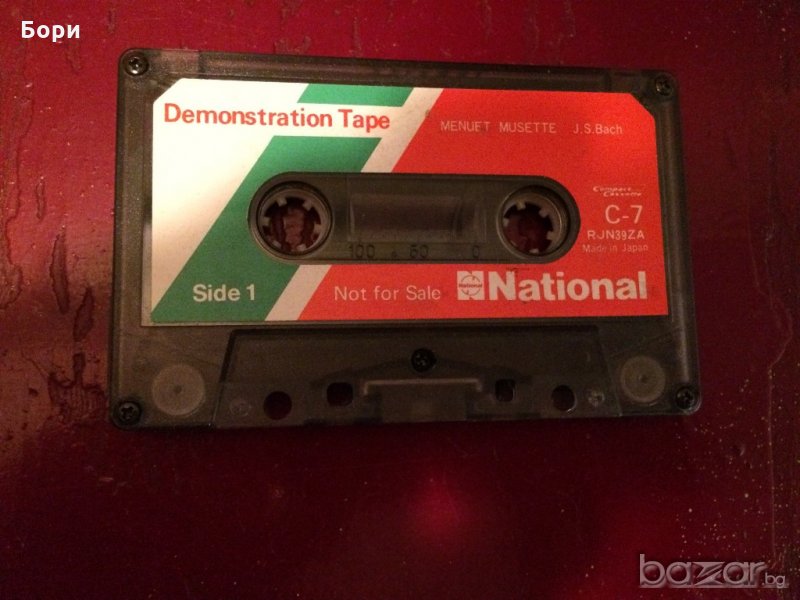 Бори
Demonstration Tape
MENUET MUSETTE J.S.Bach
Compact Cassette
C-7
RJN39ZA
Made in Japan
100 50 0
Side 1
Not for Sale
National
National
bazar.bg